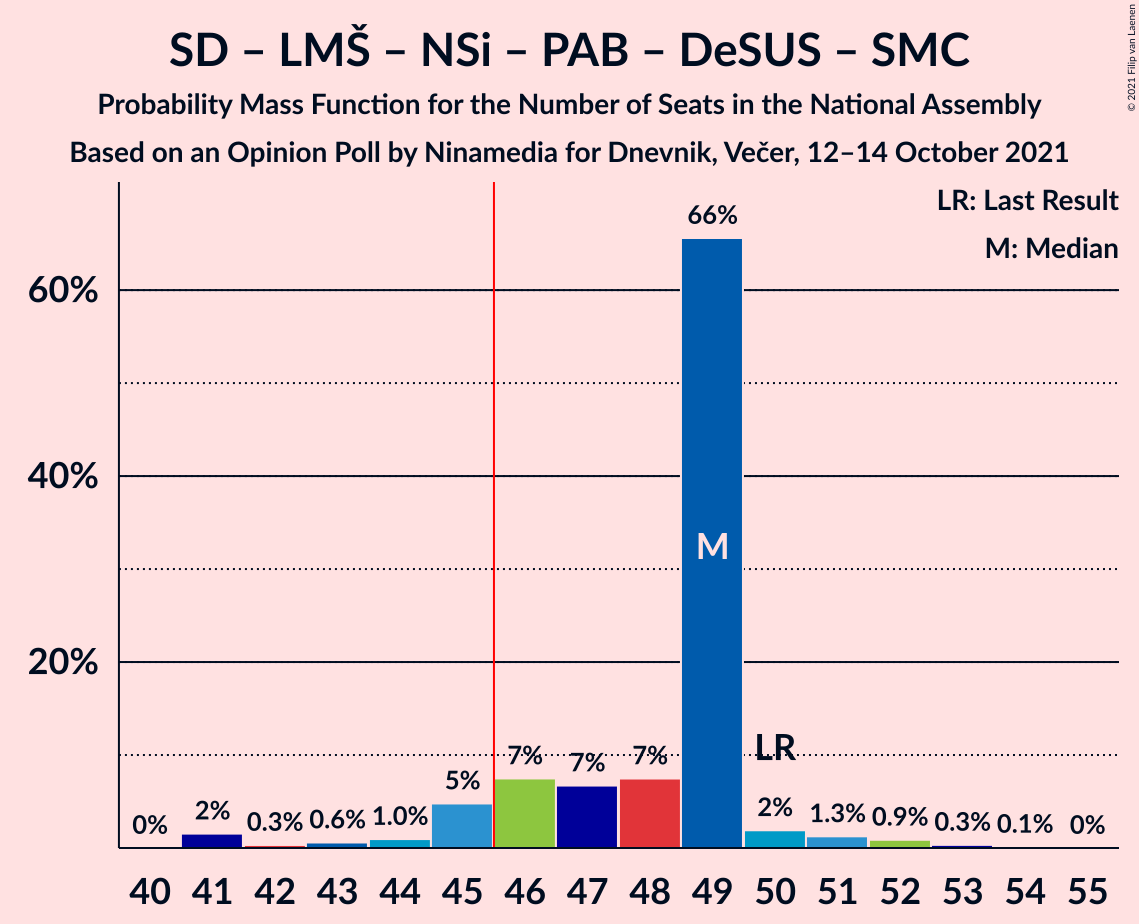 SD – LMŠ – NSi – PAB – DeSUS – SMC
Probability Mass Function for the Number of Seats in the National Assembly
Based on an Opinion Poll by Ninamedia for Dnevnik, Večer, 12–14 October 2021
© 2021 Filip van Laenen
LR: Last Result
M: Median
60%
40%
20%
0%
2%
0.3%
0.6%
1.0%
5%
7%
7%
7%
66%
M
LR
2%
1.3%
0.9%
0.3%
0.1%
0%
40 41 42 43 44 45 46 47 48 49 50 51 52 53 54 55